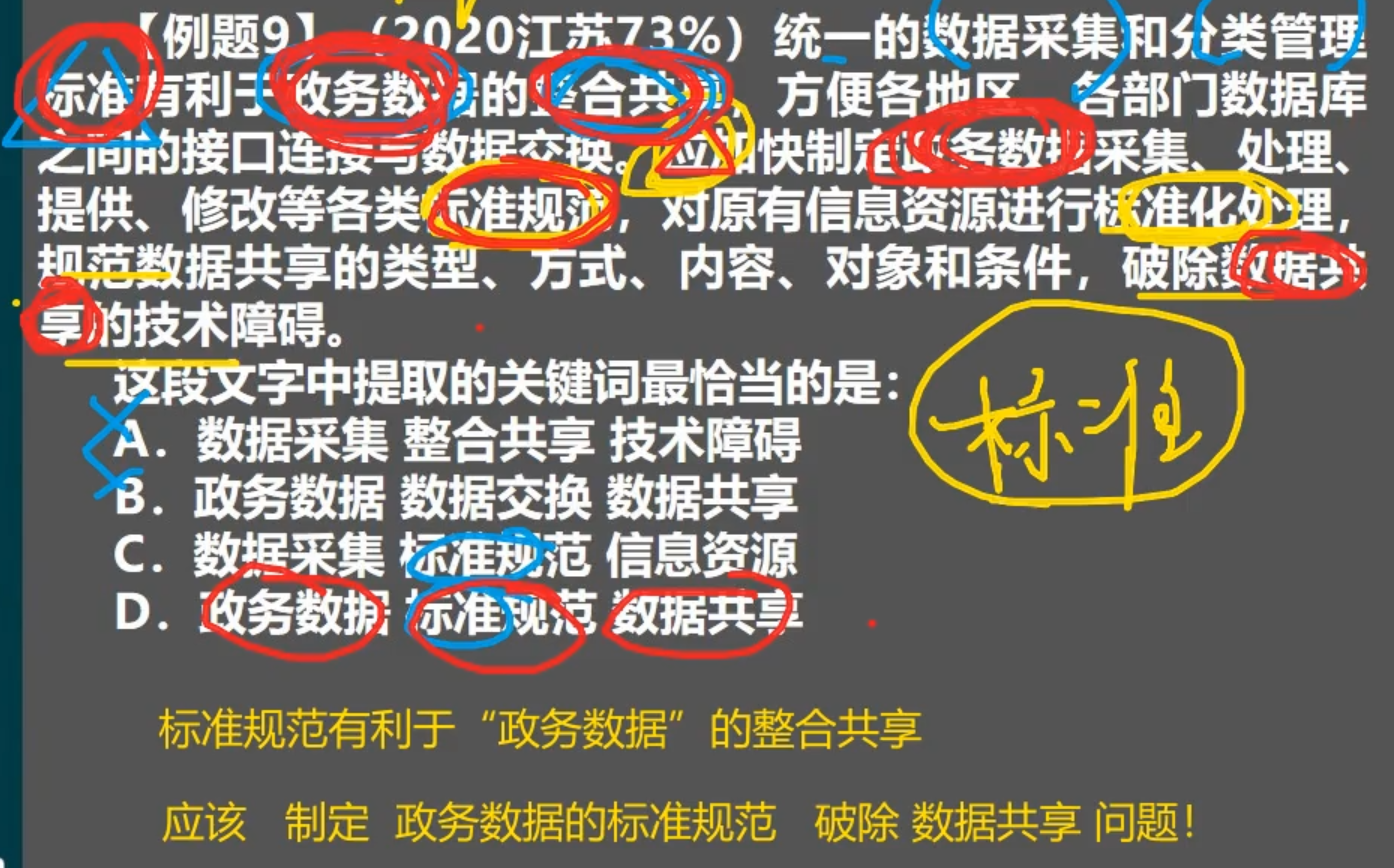 【例题9】（2020江苏73%）统一的数据采集和分类管理
标准有利于政务数据的整合共享，方便各地区、各部门数据库
之间的接口连接与数据交换。应加快制定政务数据采集、处理、
提供、修改等各类标准规范，对原有信息资源进行标准化处理，
规范数据共享的类型、方式、内容、对象和条件，破除数据共
享的技术障碍。
这段文字中提取的关键词最恰当的是：
标准
A. 数据采集 整合共享 技术障碍
B. 政务数据 数据交换 数据共享
C. 数据采集 标准规范 信息资源
D. 政务数据 标准规范 数据共享
标准规范有利于“政务数据”的整合共享
应该 制定 政务数据的标准规范 破除 数据共享 问题！